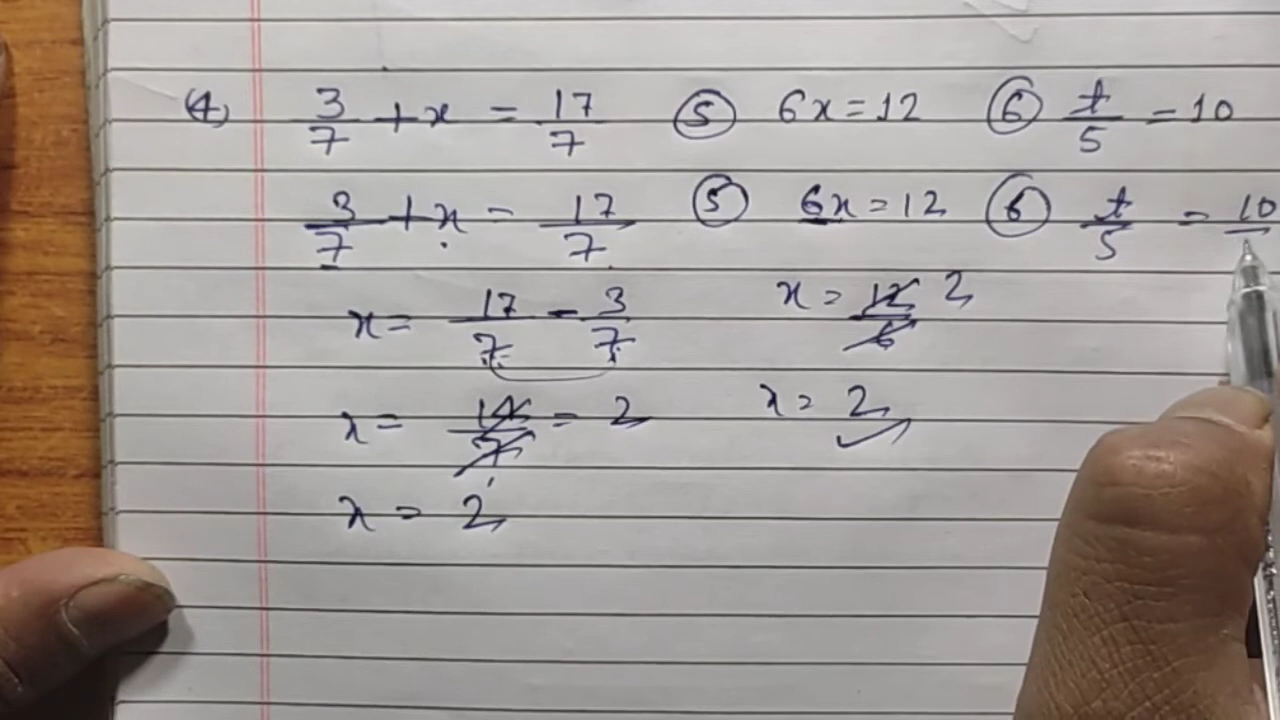 (4) 3/7 + x = 17/7 (5) 6x = 12 (6) t/5 = 10
3/7 + x = 17/7 (5) 6x = 12 (6) t/5 = 10
x = 17/7 - 3/7 x = 12/6 2
x = 14/7 = 2 x = 2
x = 2